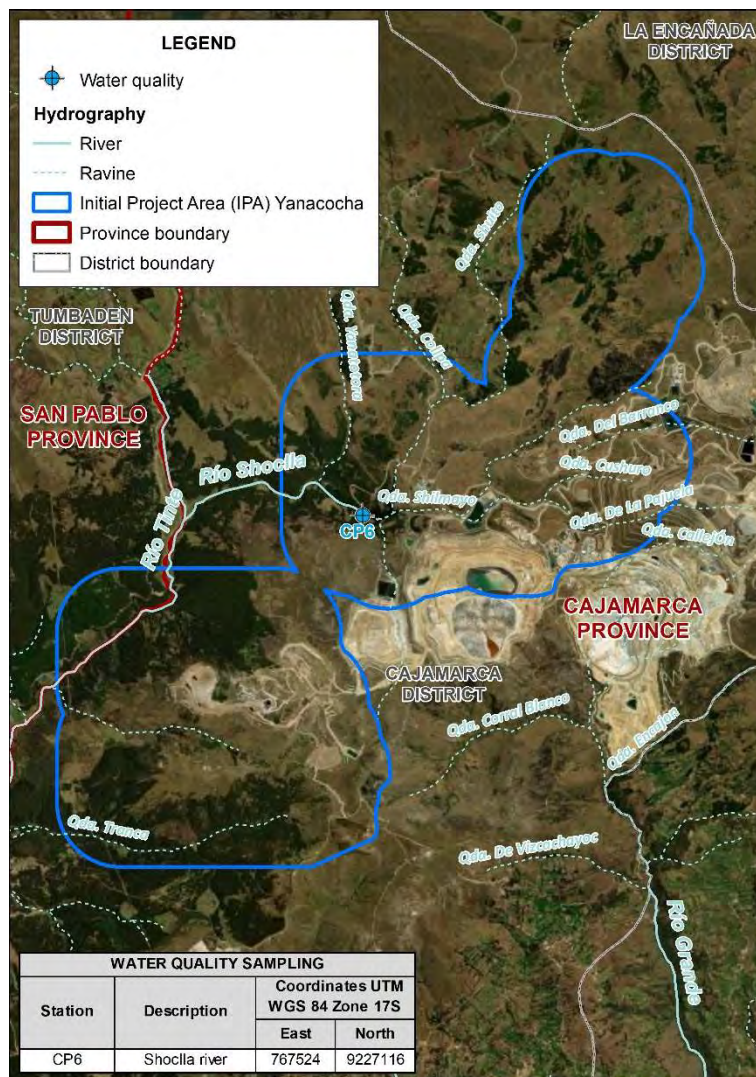 LEGEND
Water quality
Hydrography
River
Ravine
Initial Project Area (IPA) Yanacocha
Province boundary
District boundary
LA ENCAÑADA
DISTRICT
Qda. Shoito
Qda. Callpa
Qda. Yanatotora
TUMBADEN
DISTRICT
SAN PABLO
PROVINCE
Río Tinte
Río Shoclla
CP6
Qda. Shilmayo
Qda. Del Barranco
Qda. Cushuro
Qda. De La Pajuela
Qda. Callejón
CAJAMARCA
PROVINCE
CAJAMARCA
DISTRICT
Qda. Corral Blanco
Qda. Encajon
Qda. Tranca
Qda. De Vizcachayoc
Río Grande
WATER QUALITY SAMPLING
Station Description Coordinates UTM
WGS 84 Zone 17S
East North
CP6 Shoclla river 767524 9227116